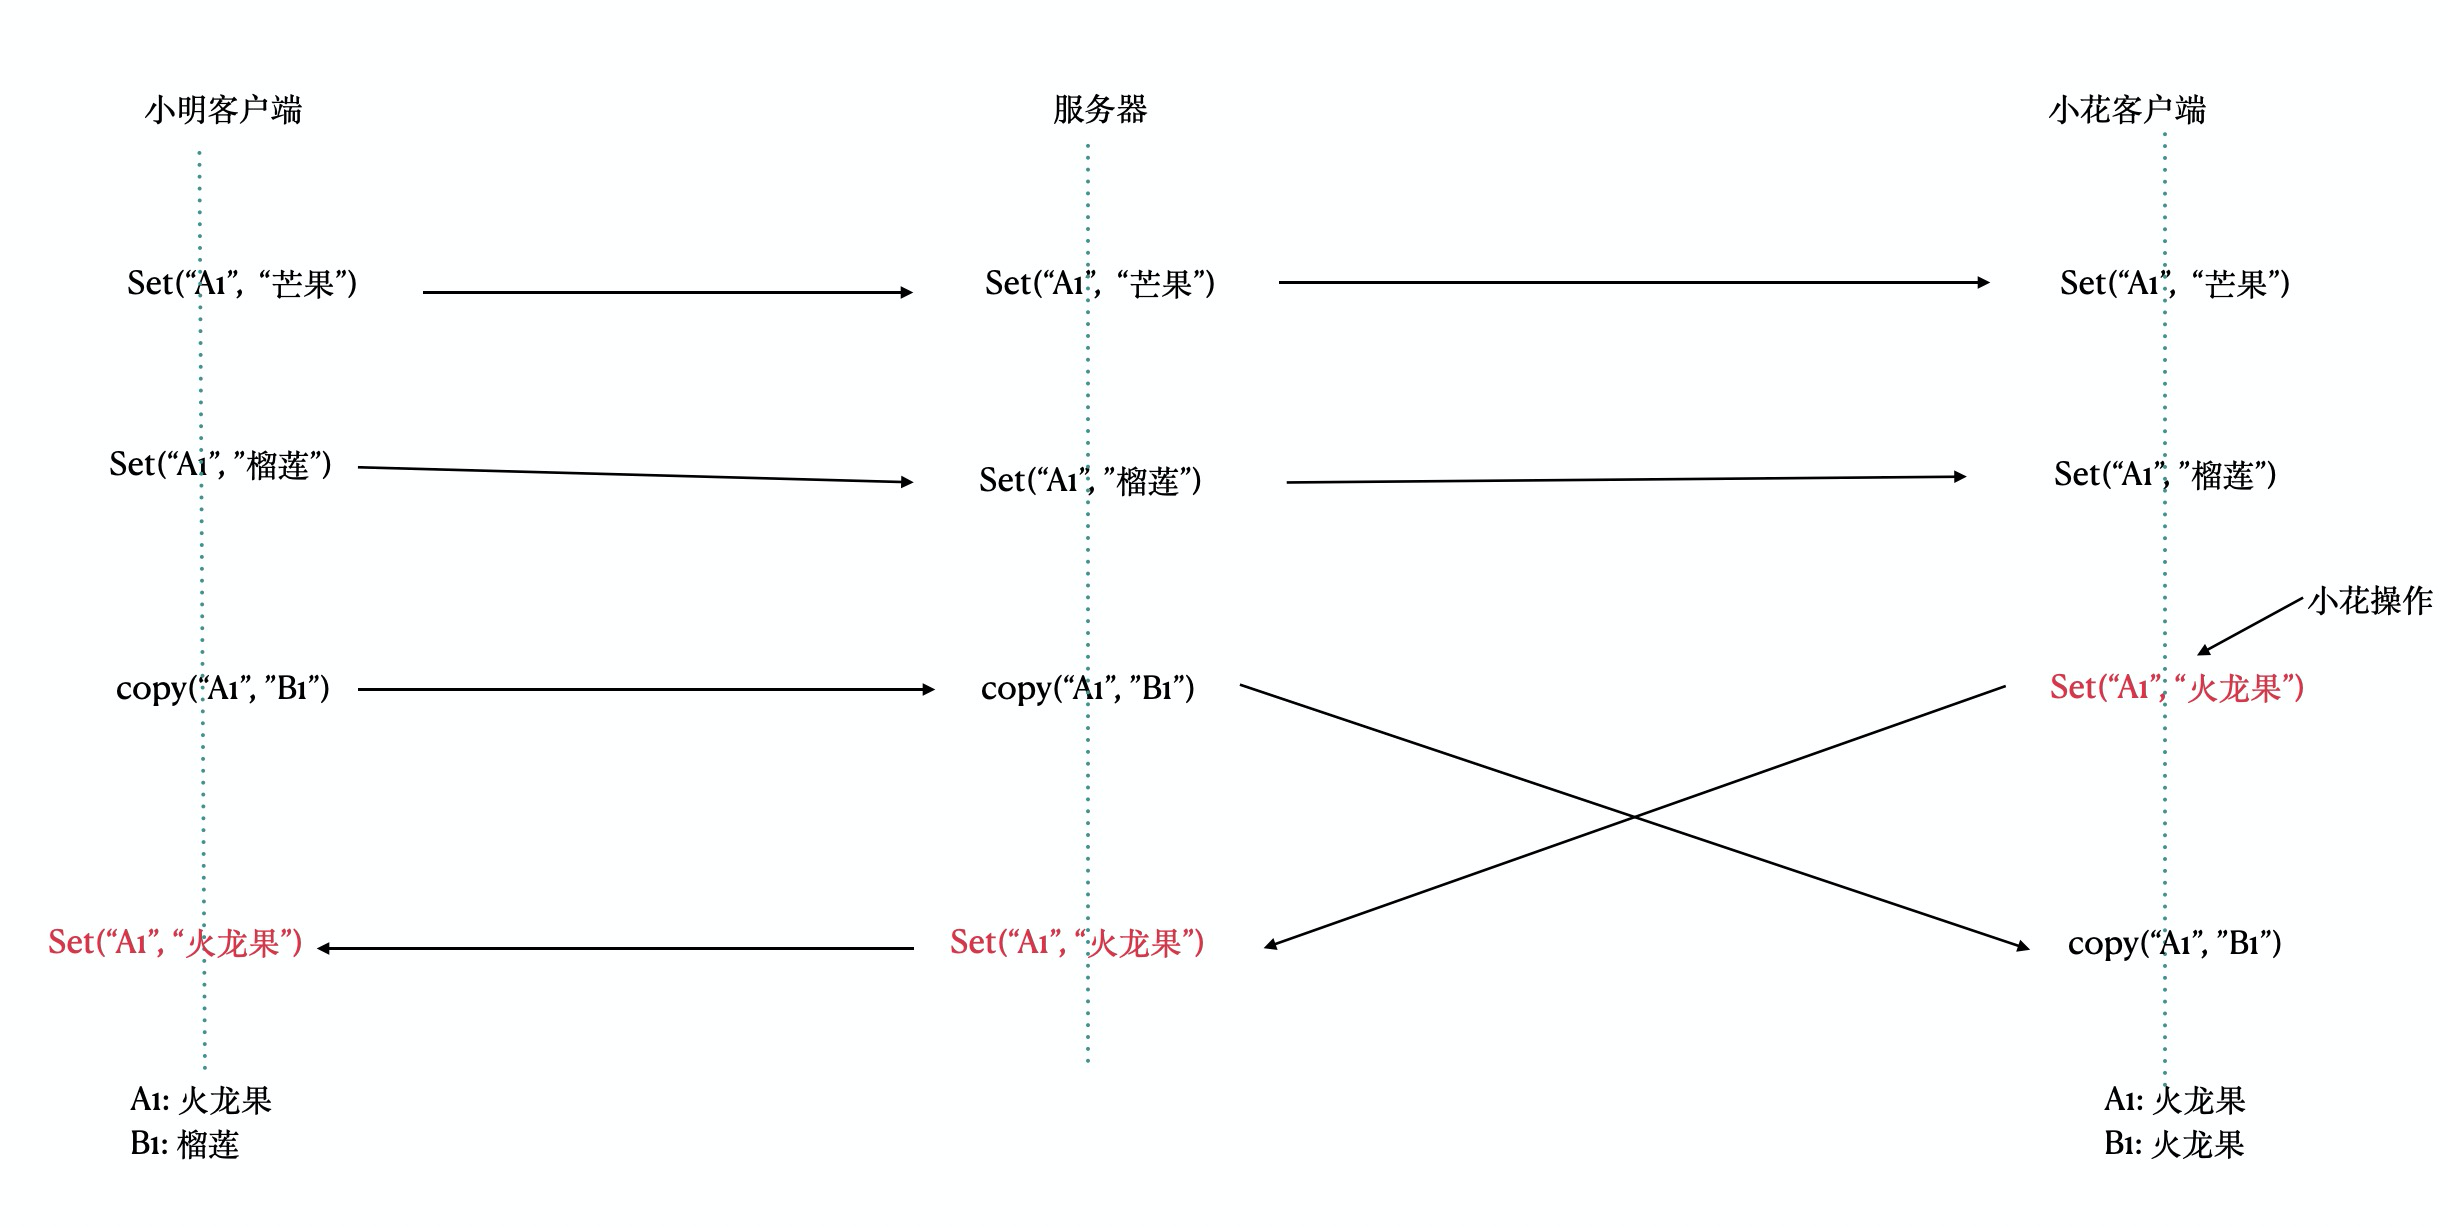 小明客户端
服务器
小花客户端
Set(“A1”, “芒果”)
Set(“A1”, “芒果”)
Set(“A1”, “芒果”)
Set(“A1”, ”榴莲”)
Set(“A1”, ”榴莲”)
Set(“A1”, ”榴莲”)
小花操作
copy(“A1”, ”B1”)
copy(“A1”, ”B1”)
Set(“A1”, “火龙果”)
Set(“A1”, “火龙果”)
Set(“A1”, “火龙果”)
copy(“A1”, ”B1”)
A1: 火龙果
B1: 榴莲
A1: 火龙果
B1: 火龙果